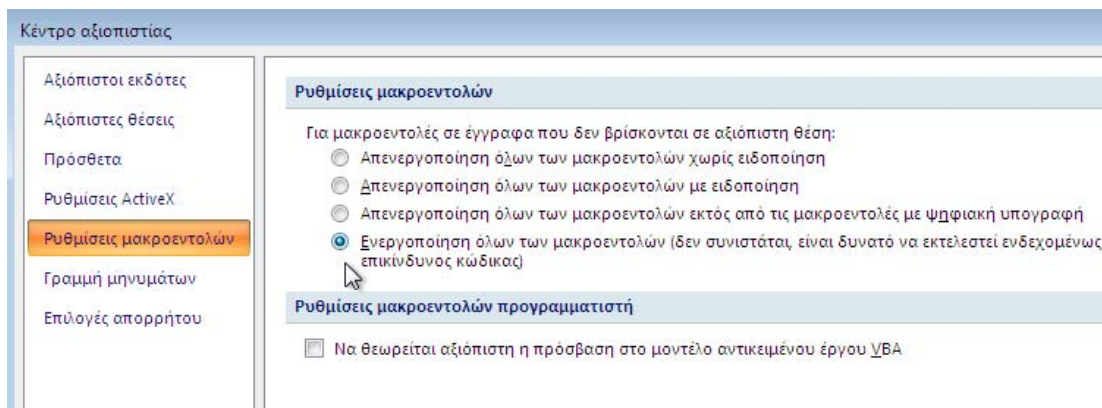 Κέντρο αξιοπιστίας
Αξιόπιστοι εκδότες
Αξιόπιστες θέσεις
Πρόσθετα
Ρυθμίσεις ActiveX
Ρυθμίσεις μακροεντολών
Γραμμή μηνυμάτων
Επιλογές απορρήτου
Ρυθμίσεις μακροεντολών
Για μακροεντολές σε έγγραφα που δεν βρίσκονται σε αξιόπιστη θέση:
Απενεργοποίηση όλων των μακροεντολών χωρίς ειδοποίηση
Απενεργοποίηση όλων των μακροεντολών με ειδοποίηση
Απενεργοποίηση όλων των μακροεντολών εκτός από τις μακροεντολές με ψηφιακή υπογραφή
Ενεργοποίηση όλων των μακροεντολών (δεν συνιστάται, είναι δυνατό να εκτελεστεί ενδεχομένως
επικίνδυνος κώδικας)
Ρυθμίσεις μακροεντολών προγραμματιστή
Να θεωρείται αξιόπιστη η πρόσβαση στο μοντέλο αντικειμένου έργου VBA